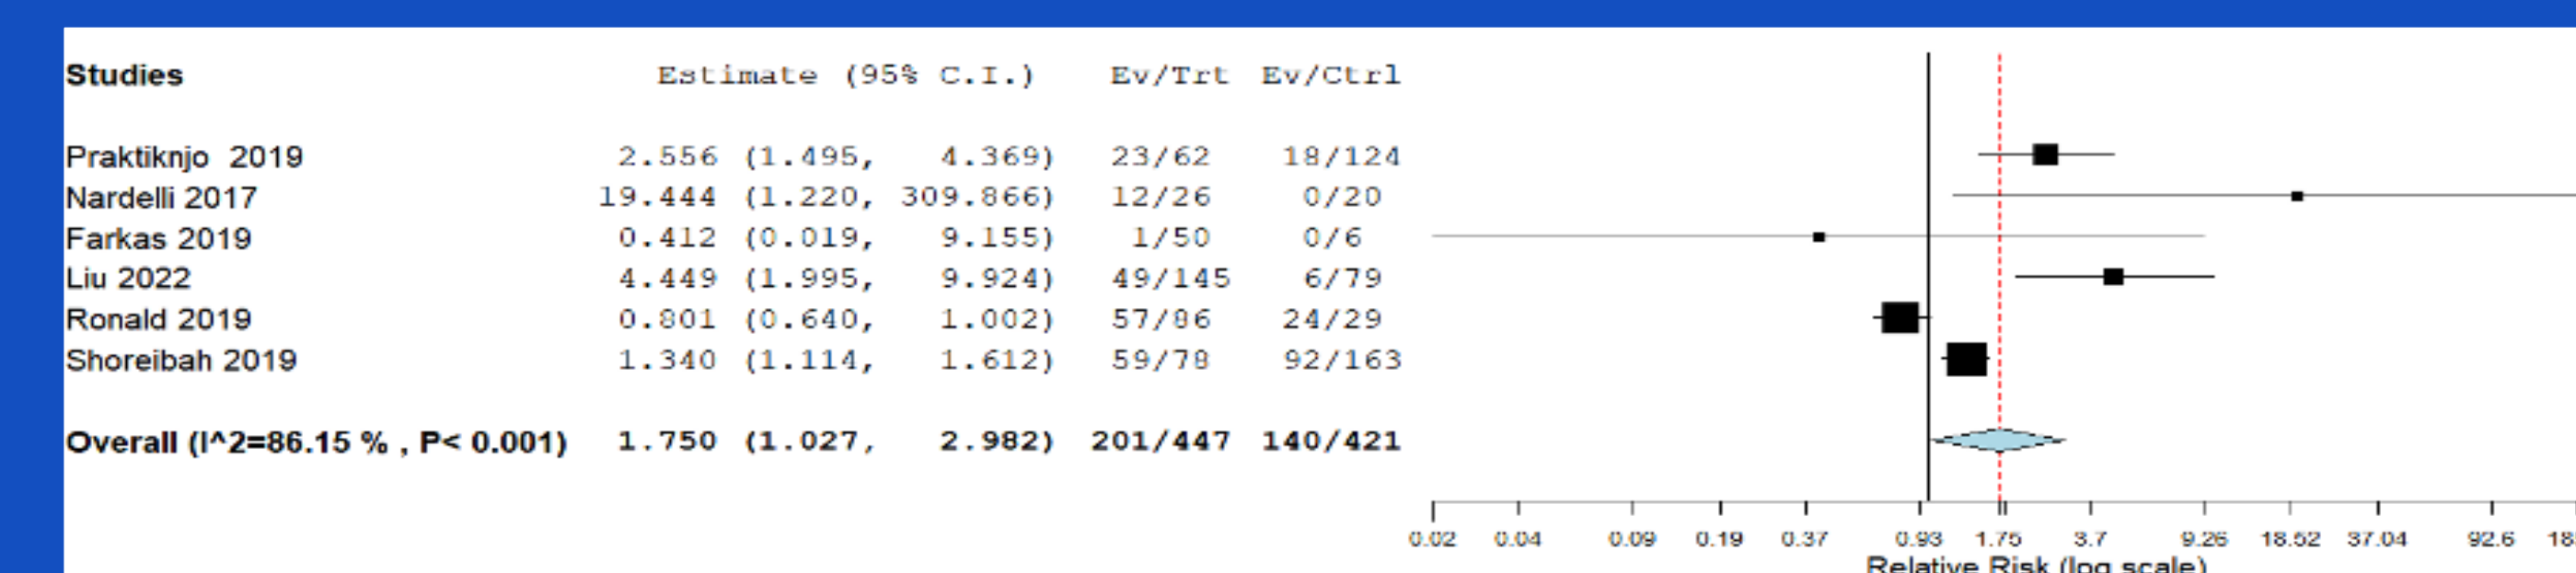 Studies Estimate (95% C.I.) Ev/Trt Ev/Ctrl
Praktiknjo 2019 2.556 (1.495, 4.369) 23/62 18/124
Nardelli 2017 19.444 (1.220, 309.866) 12/26 0/20
Farkas 2019 0.412 (0.019, 9.155) 1/50 0/6
Liu 2022 4.449 (1.995, 9.924) 49/145 6/79
Ronald 2019 0.801 (0.640, 1.002) 57/86 24/29
Shoreibah 2019 1.340 (1.114, 1.612) 59/78 92/163
Overall (I^2=86.15 % , P< 0.001) 1.750 (1.027, 2.982) 201/447 140/421
0.02 0.04 0.09 0.19 0.37 0.93 1.75 3.7 9.26 18.52 37.04 92.6
Relative Risk (log scale)